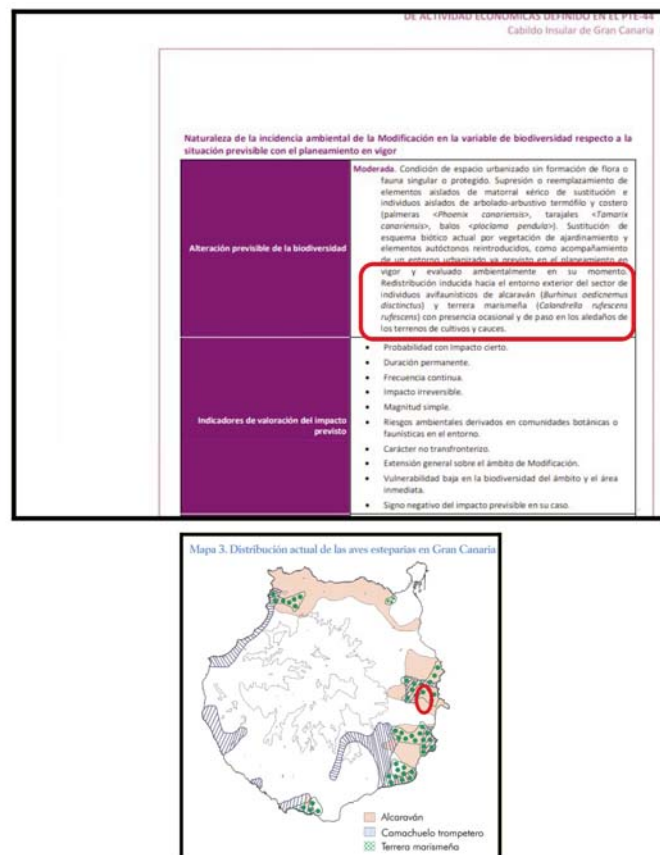 DE ACTIVIDAD ECONÓMICAS DEFINIDO EN EL PTE-44
Cabildo Insular de Gran Canaria
Naturaleza de la incidencia ambiental de la Modificación en la variable de biodiversidad respecto a la
situación previsible con el planeamiento en vigor
Alteración previsible de la biodiversidad
Moderada. Condición de espacio urbanizado sin formación de flora o
fauna singular o protegido. Supresión o reemplazamiento de
elementos aislados de matorral xérico de sustitución e
individuos aislados de arbolado-arbustivo termófilo y costero
(palmeras <Phoenix canariensis>, tarajales <Tamarix
canariensis>, balos <plocama pendula>). Sustitución de
esquema biótico actual por vegetación de ajardinamiento y
elementos autóctonos reintroducidos, como acompañamiento
de un entorno urbanizado ya previsto en el planeamiento en
vigor y evaluado ambientalmente en su momento.
Redistribución inducida hacia el entorno exterior del sector de
individuos avifaunísticos de alcaraván (Burhinus oedicnemus
disctinctus) y terrera marismeña (Calandrella rufescens
rufescens) con presencia ocasional y de paso en los aledaños de
los terrenos de cultivos y cauces.
Indicadores de valoración del impacto
previsto
• Probabilidad con Impacto cierto.
• Duración permanente.
• Frecuencia continua.
• Impacto irreversible.
• Magnitud simple.
• Riesgos ambientales derivados en comunidades botánicas o
faunísticas en el entorno.
• Carácter no transfronterizo.
• Extensión general sobre el ámbito de Modificación.
• Vulnerabilidad baja en la biodiversidad del ámbito y el área
inmediata.
• Signo negativo del impacto previsible en su caso.
Mapa 3. Distribución actual de las aves esteparias en Gran Canaria
Alcaraván
Camachuelo trompetero
Terrera marismeña